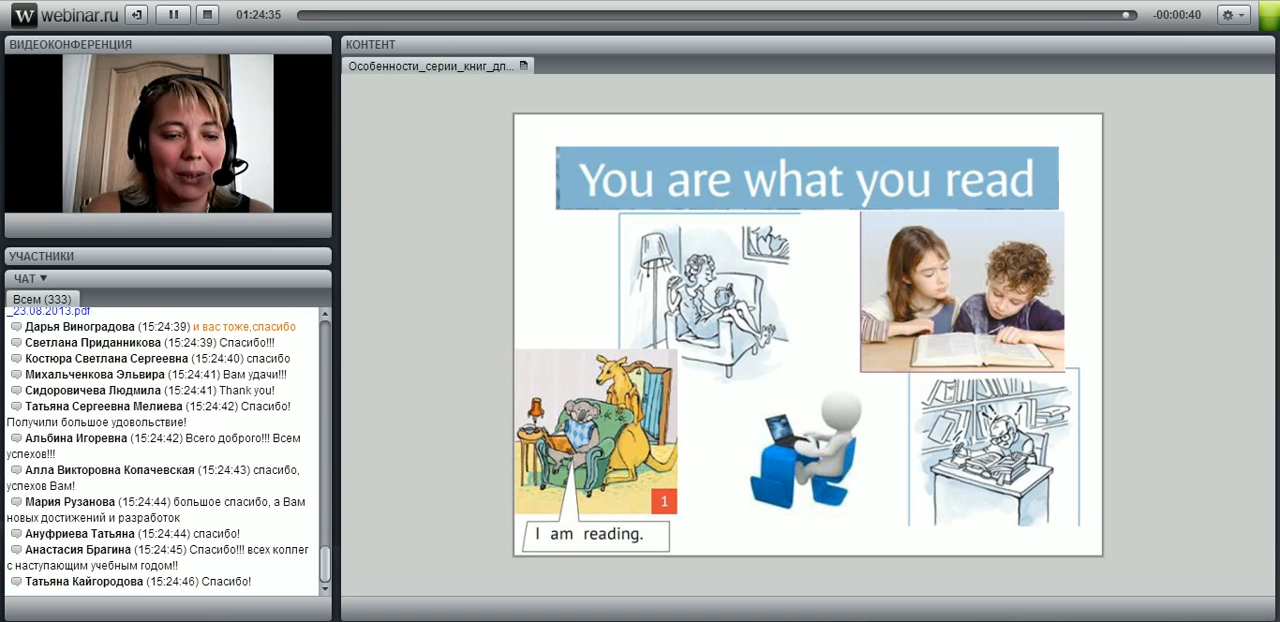 W webinar.ru
01:24:35
-00:00:40
ВИДЕОКОНФЕРЕНЦИЯ
УЧАСТНИКИ
ЧАТ ▼
Всем (333)
_23.08.2013.pdf
Дарья Виноградова (15:24:39) и вас тоже,спасибо
Светлана Приданникова (15:24:39) Спасибо!!!
Костюра Светлана Сергеевна (15:24:40) спасибо
Михальченкова Эльвира (15:24:41) Вам удачи!!!
Сидоровичева Людмила (15:24:41) Thank you!
Татьяна Сергеевна Мелиева (15:24:42) Спасибо!
Получили большое удовольствие!
Альбина Игоревна (15:24:42) Всего доброго!!! Всем
успехов!!!
Алла Викторовна Копачевская (15:24:43) спасибо,
успехов Вам!
Мария Рузанова (15:24:44) большое спасибо, а Вам
новых достижений и разработок
Ануфриева Татьяна (15:24:44) спасибо!
Анастасия Брагина (15:24:45) Спасибо!!! всех коллег
с наступающим учебным годом!!
Татьяна Кайгородова (15:24:46) Спасибо!
КОНТЕНТ
Особенности_серии_книг_дл...
You are what you read
1
I am reading.